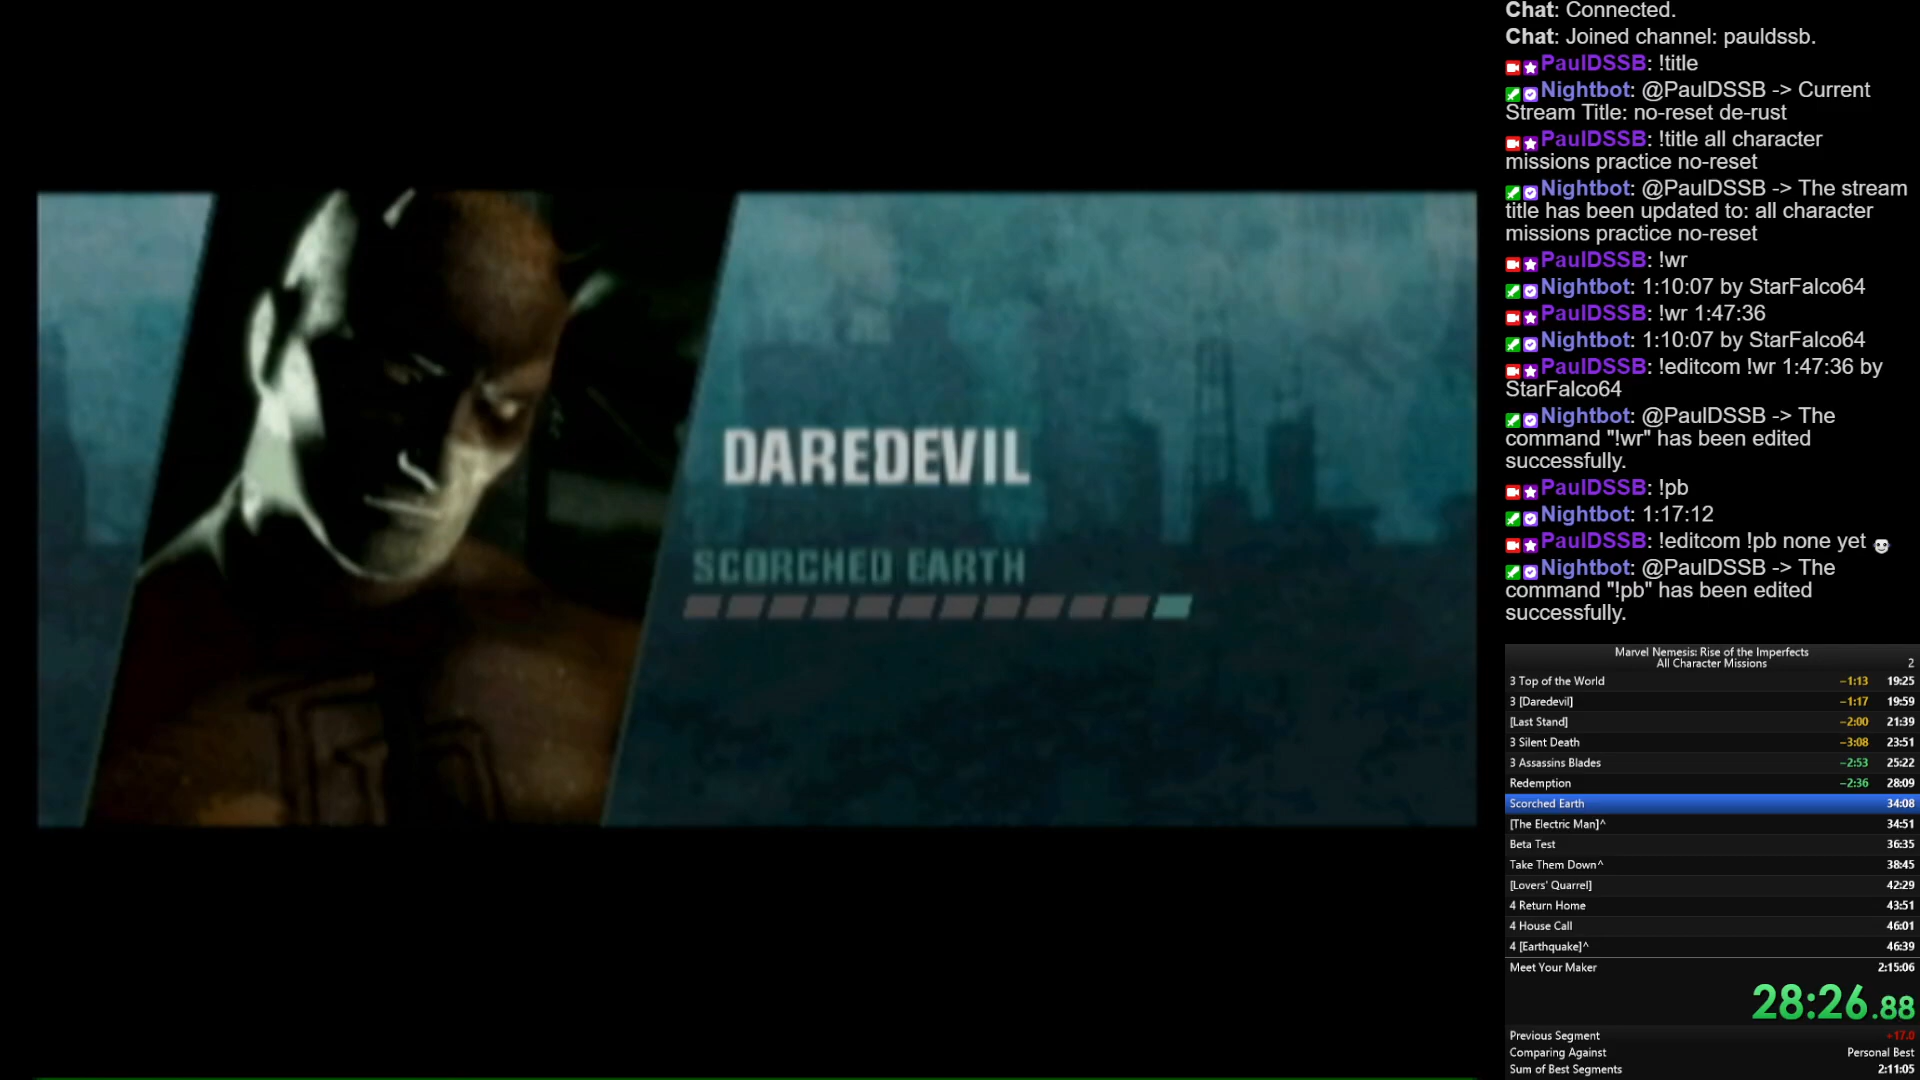 DAREDEVIL
SCORCHED EARTH
Chat: Connected.
Chat: Joined channel: pauldssb.
PaulDSSB: !title
Nightbot: @PaulDSSB -> Current
Stream Title: no-reset de-rust
PaulDSSB: !title all character
missions practice no-reset
Nightbot: @PaulDSSB -> The stream
title has been updated to: all character
missions practice no-reset
PaulDSSB: !wr
Nightbot: 1:10:07 by StarFalco64
PaulDSSB: !wr 1:47:36
Nightbot: 1:10:07 by StarFalco64
PaulDSSB: !editcom !wr 1:47:36 by
StarFalco64
Nightbot: @PaulDSSB -> The
command "!wr" has been edited
successfully.
PaulDSSB: !pb
Nightbot: 1:17:12
PaulDSSB: !editcom !pb none yet
Nightbot: @PaulDSSB -> The
command "!pb" has been edited
successfully.
Marvel Nemesis: Rise of the Imperfects
All Character Missions 2
3 Top of the World −1:13 19:25
3 [Daredevil] −1:17 19:59
[Last Stand] −2:00 21:39
3 Silent Death −3:08 23:51
3 Assassins Blades −2:53 25:22
Redemption −2:36 28:09
Scorched Earth 34:08
[The Electric Man]^ 34:51
Beta Test 36:35
Take Them Down^ 38:45
[Lovers' Quarrel] 42:29
4 Return Home 43:51
4 House Call 46:01
4 [Earthquake]^ 46:39
Meet Your Maker 2:15:06
28:26.88
Previous Segment +17.0
Comparing Against Personal Best
Sum of Best Segments 2:11:05